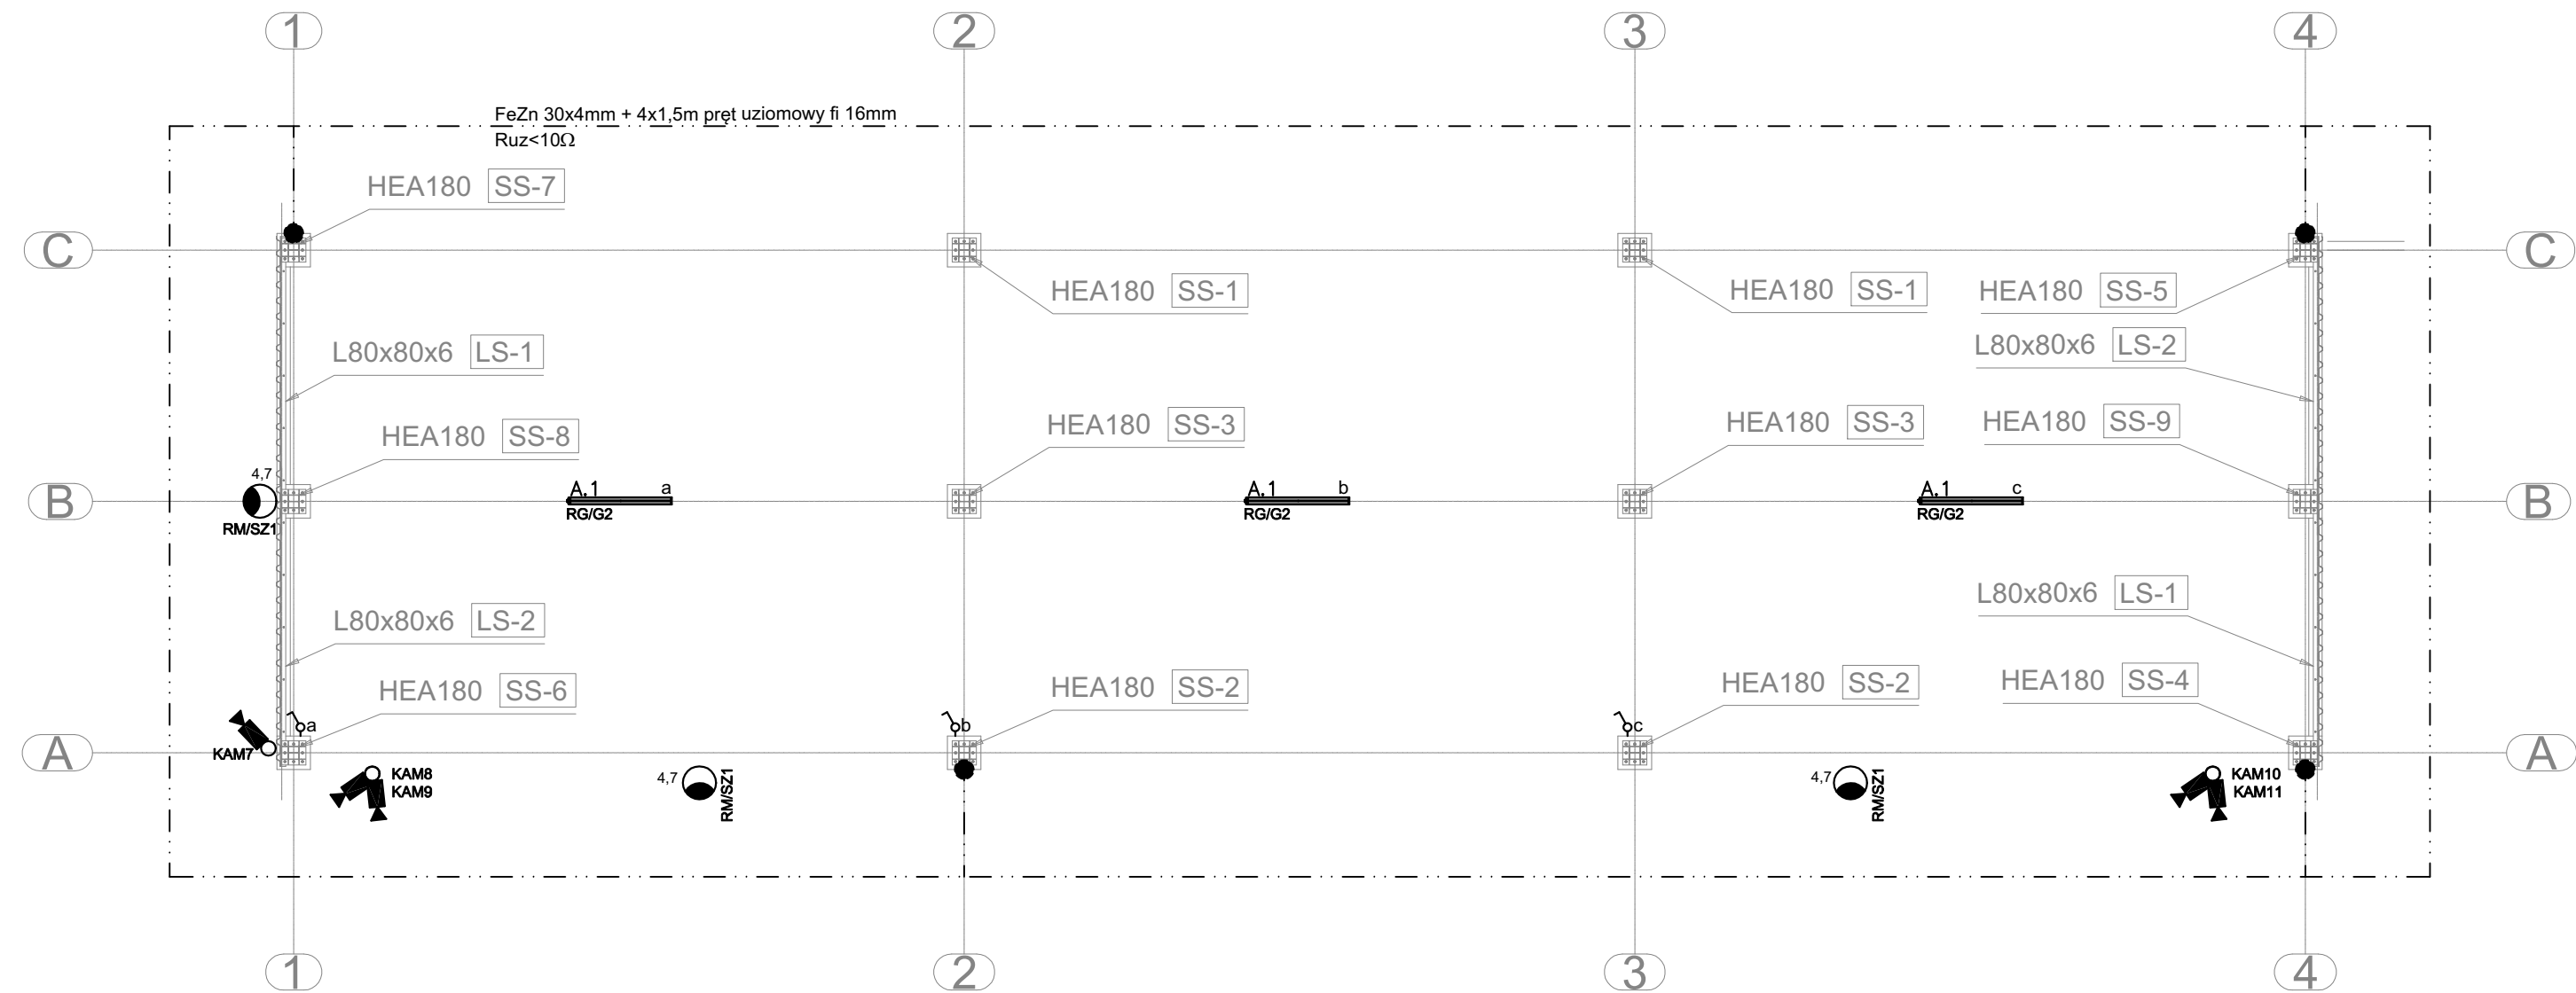 1 2 3 4
FeZn 30x4mm + 4x1,5m pręt uziomowy fi 16mm
Ruz<10Ω
HEA180 SS-7
C C
HEA180 SS-1
HEA180 SS-1
HEA180 SS-5
L80x80x6 LS-1
L80x80x6 LS-2
HEA180 SS-8
HEA180 SS-3
HEA180 SS-3
HEA180 SS-9
4,7
RM/SZ1
B B
A.1 a
RG/G2
A.1 b
RG/G2
A.1 c
RG/G2
L80x80x6 LS-2
L80x80x6 LS-1
HEA180 SS-6
HEA180 SS-2
HEA180 SS-2
HEA180 SS-4
a
b
c
A A
KAM7
KAM8
KAM9
4,7
RM/SZ1
4,7
RM/SZ1
KAM10
KAM11
1 2 3 4